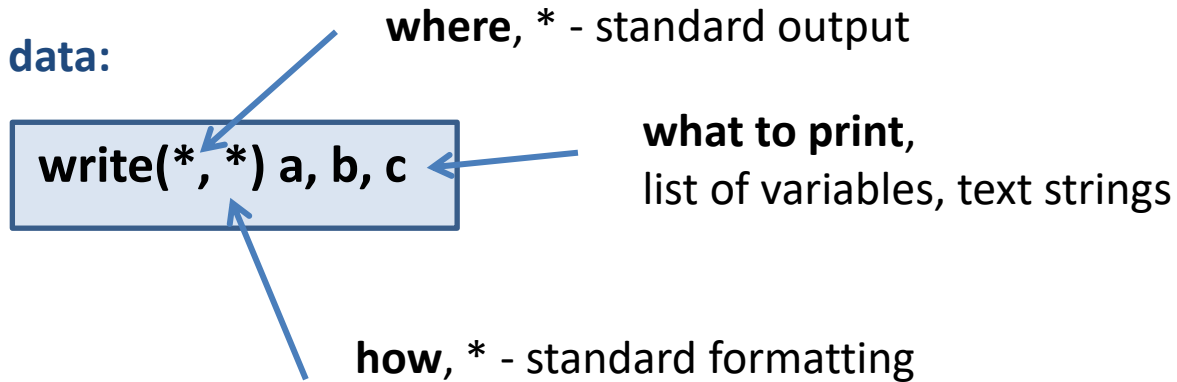 where, * - standard output
data:
what to print,
write(*, *) a, b, c
list of variables, text strings
how, * - standard formatting